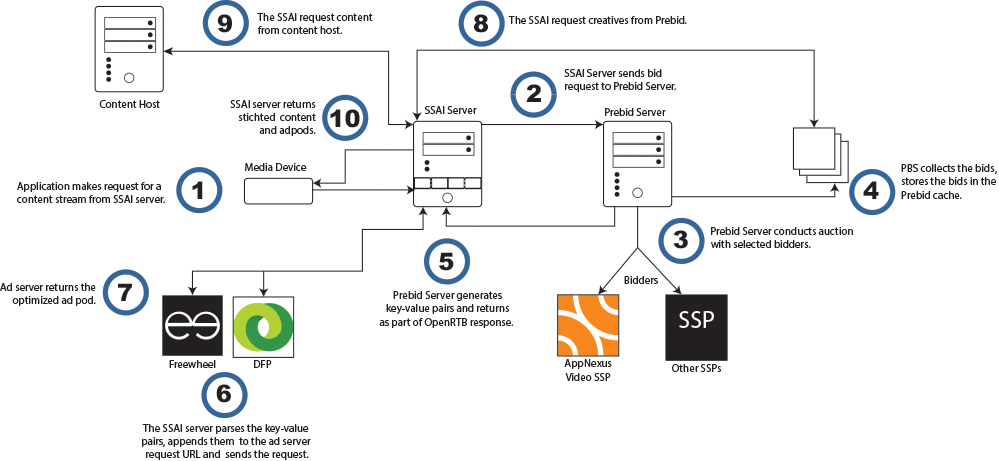 9
The SSAI request content
from content host.
8
The SSAI request creatives from Prebid.
Content Host
SSAI server returns
stichted content
and adpods.
10
SSAI Server
2
SSAI Server sends bid
request to Prebid Server.
Prebid Server
Media Device
Application makes request for a
content stream from SSAI server.
1
4
PBS collects the bids,
stores the bids in the
Prebid cache.
3
Prebid Server conducts auction
with selected bidders.
5
Prebid Server generates
key-value pairs and returns
as part of OpenRTB response.
Bidders
Ad server returns the
optimized ad pod.
7
Freewheel
DFP
AppNexus
Video SSP
SSP
Other SSPs
6
The SSAI server parses the key-value
pairs, appends them to the ad server
request URL and sends the request.